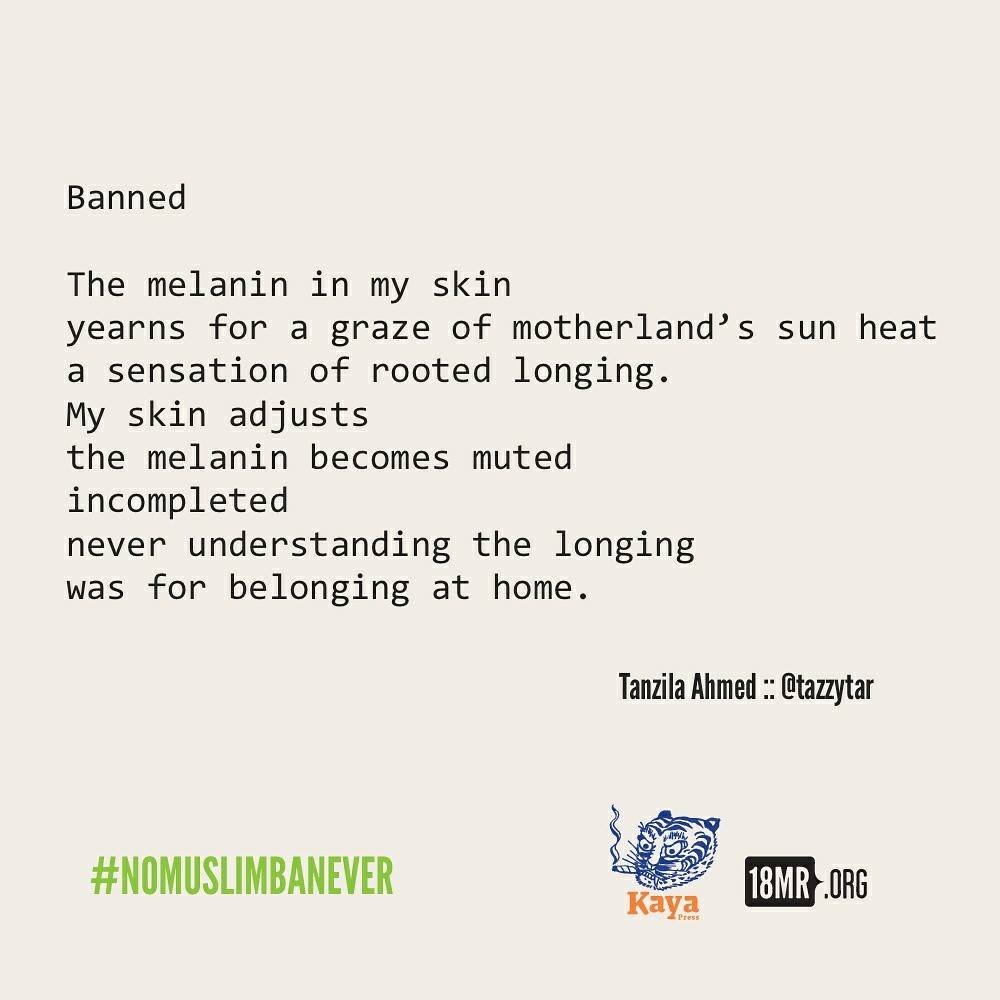 Banned
The melanin in my skin
yearns for a graze of motherland’s sun heat
a sensation of rooted longing.
My skin adjusts
the melanin becomes muted
incompleted
never understanding the longing
was for belonging at home.
Tanzila Ahmed :: @tazzytar
#NOMUSLIMBANEVER
Kaya
Press
18MR.ORG